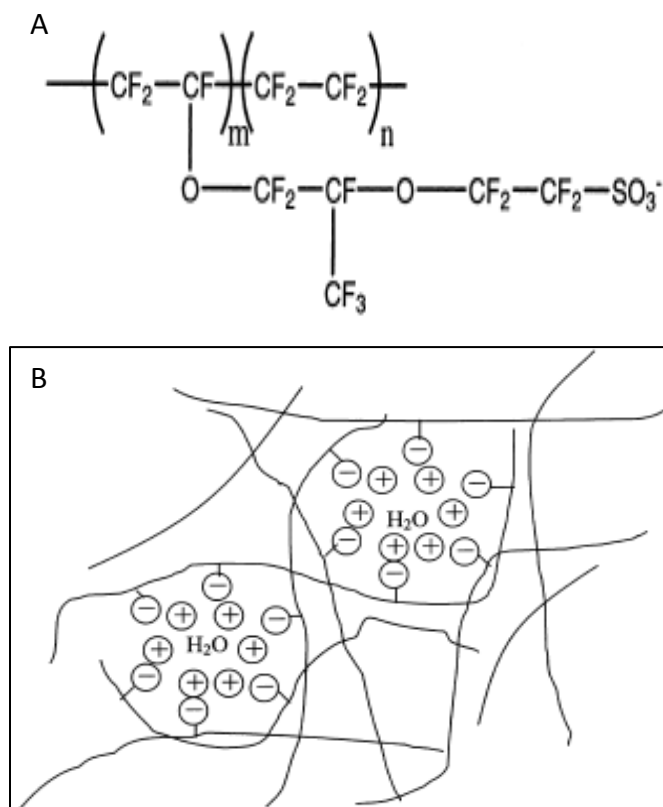 A
CF2 CF CF2 CF2
m n
O CF2 CF O CF2 CF2 SO3-
CF3
B
− 
− + + −
+ H2O +
− + + −
−
−
− + + −
+ H2O +
− + + −
−